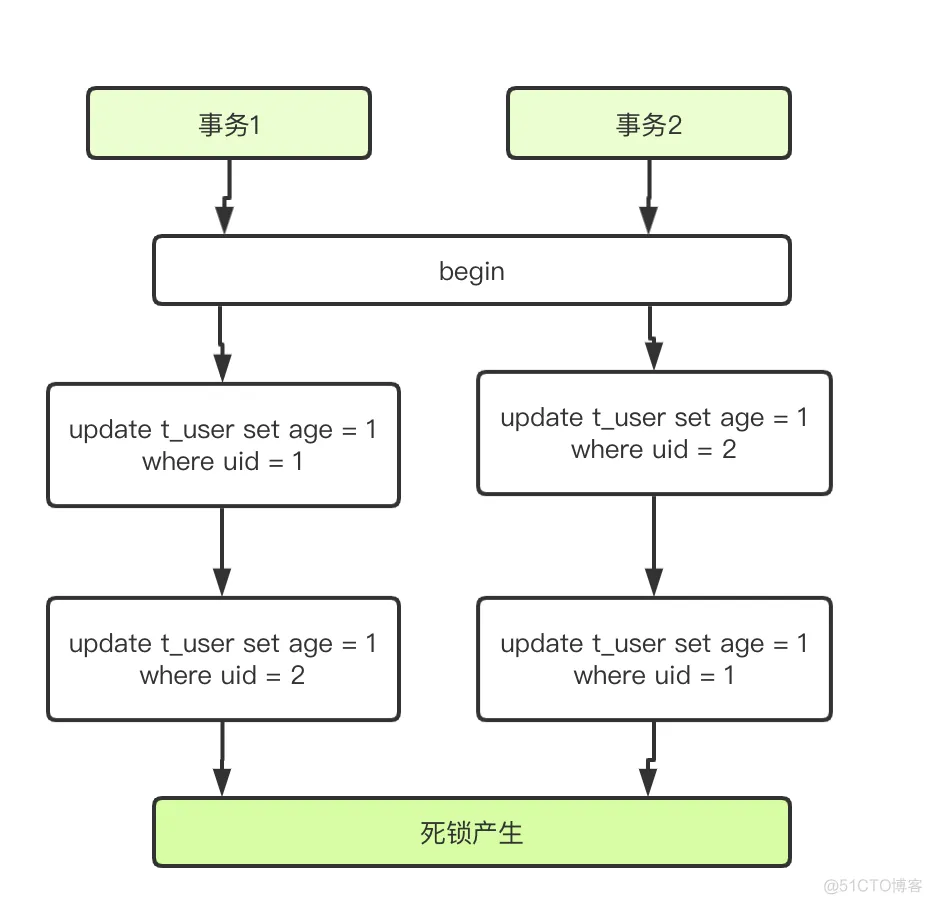 事务1
事务2
begin
update t_user set age = 1
where uid = 1
update t_user set age = 1
where uid = 2
update t_user set age = 1
where uid = 2
update t_user set age = 1
where uid = 1
死锁产生
@51CTO博客